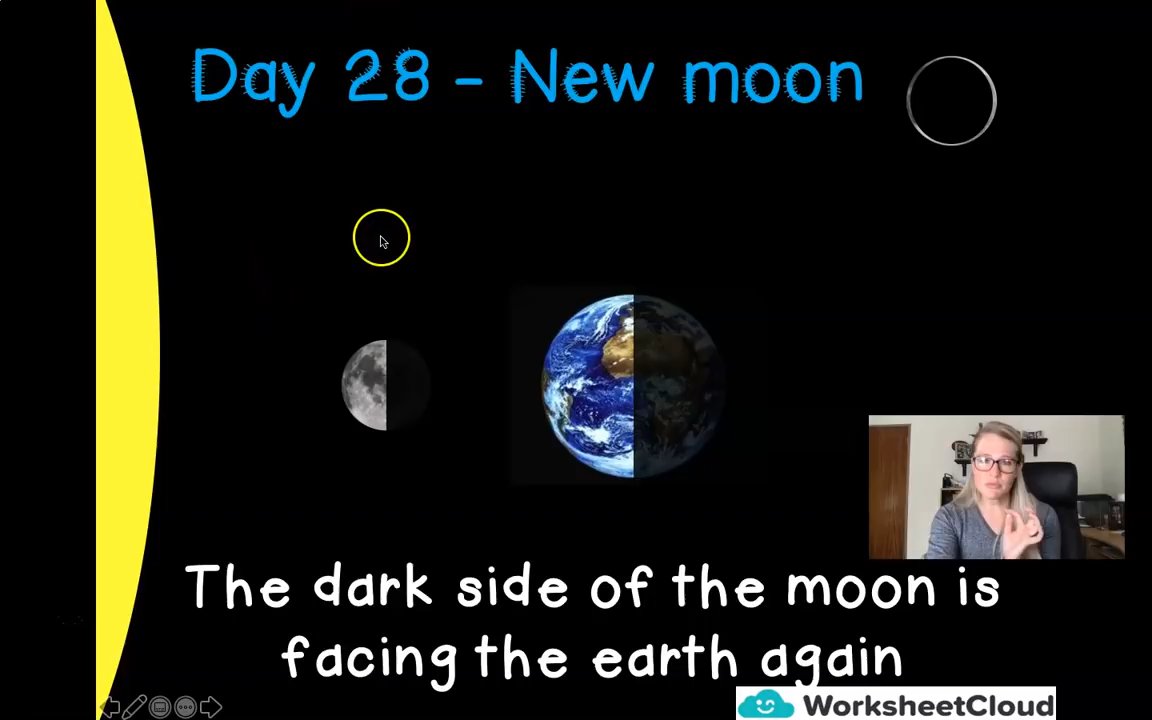 Day 28 - New moon
The dark side of the moon is
facing the earth again
WorksheetCloud